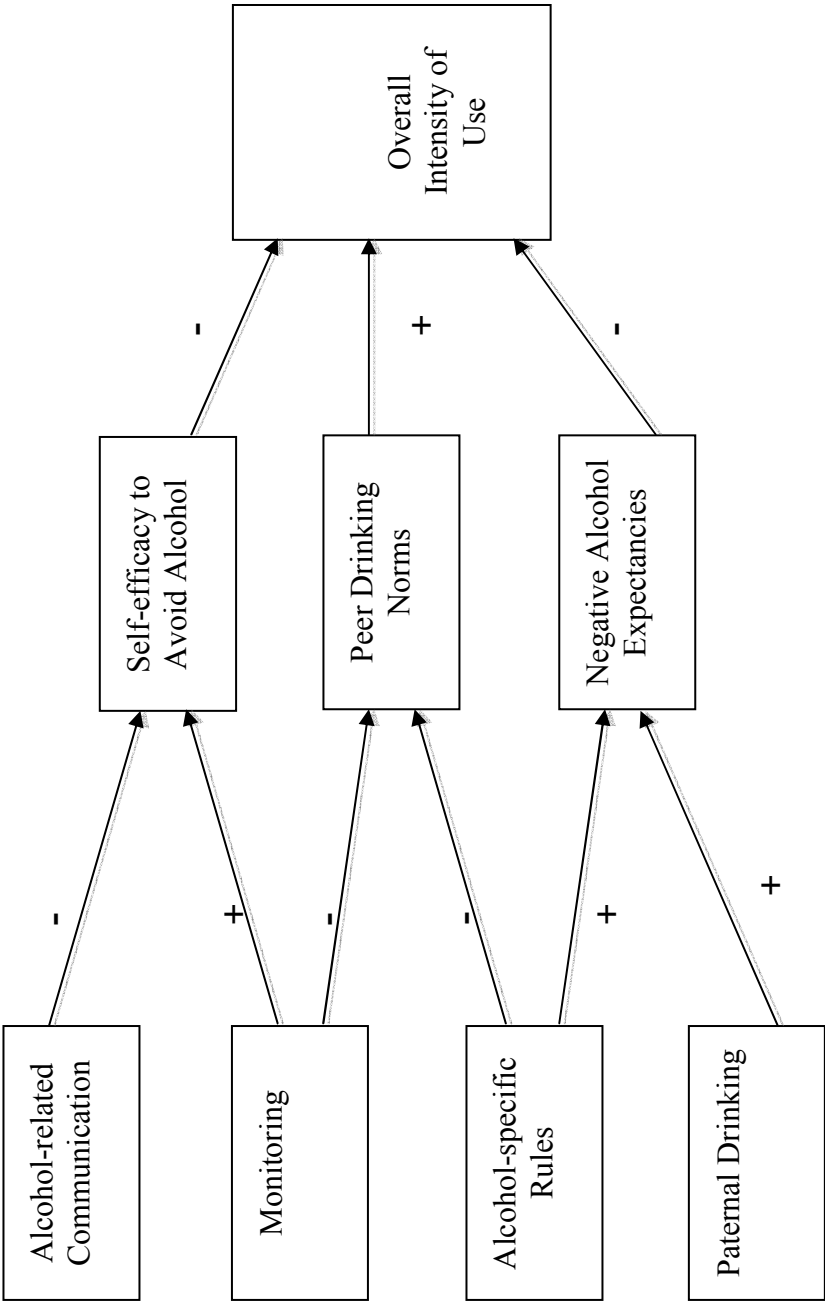 Alcohol-related
Communication
Monitoring
Alcohol-specific
Rules
Paternal Drinking
-
+
-
-
+
+
Self-efficacy to
Avoid Alcohol
Peer Drinking
Norms
Negative Alcohol
Expectancies
-
+
-
Overall
Intensity of
Use